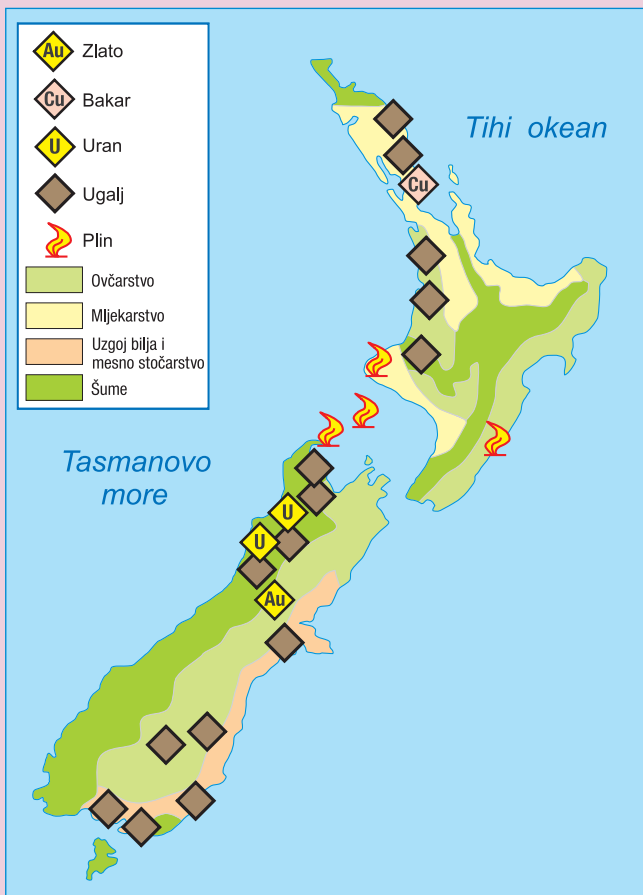 Au Zlato
Cu Bakar
U Uran
Ugalj
Plin
Ovčarstvo
Mljekarstvo
Uzgoj bilja i
mesno stočarstvo
Šume
Tihi okean
Cu
Tasmanovo
more
U
U
Au